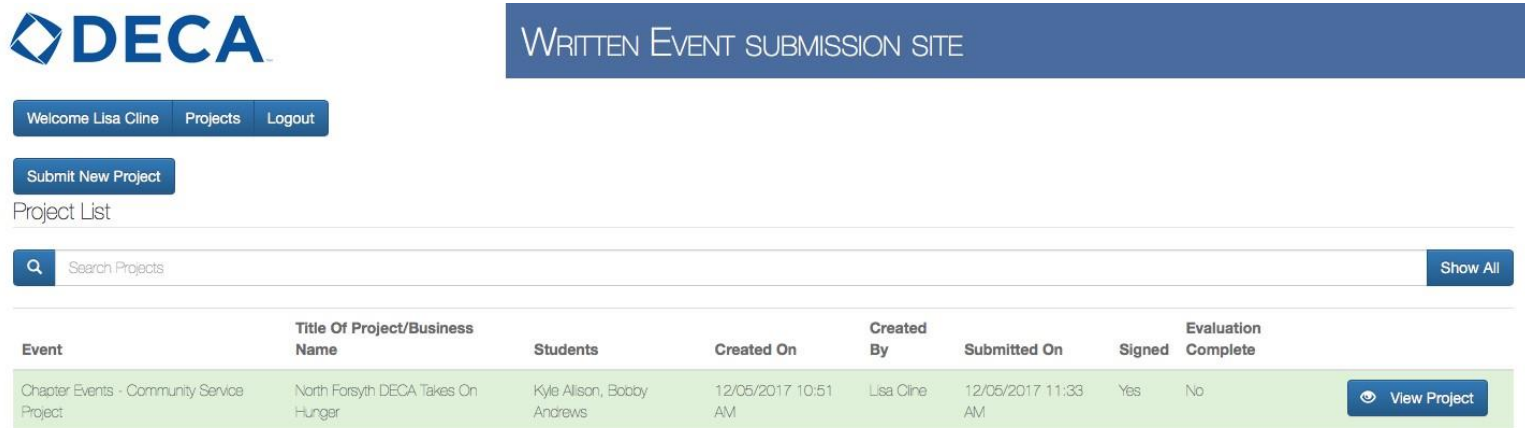 DECA
WRITTEN EVENT SUBMISSION SITE
Welcome Lisa Cline Projects Logout
Submit New Project
Project List
Search Projects Show All
Event Title Of Project/Business Name Students Created On Created By Submitted On Signed Evaluation Complete
Chapter Events - Community Service Project North Forsyth DECA Takes On Hunger Kyle Allison, Bobby Andrews 12/05/2017 10:51 AM Lisa Cline 12/05/2017 11:33 AM Yes No View Project